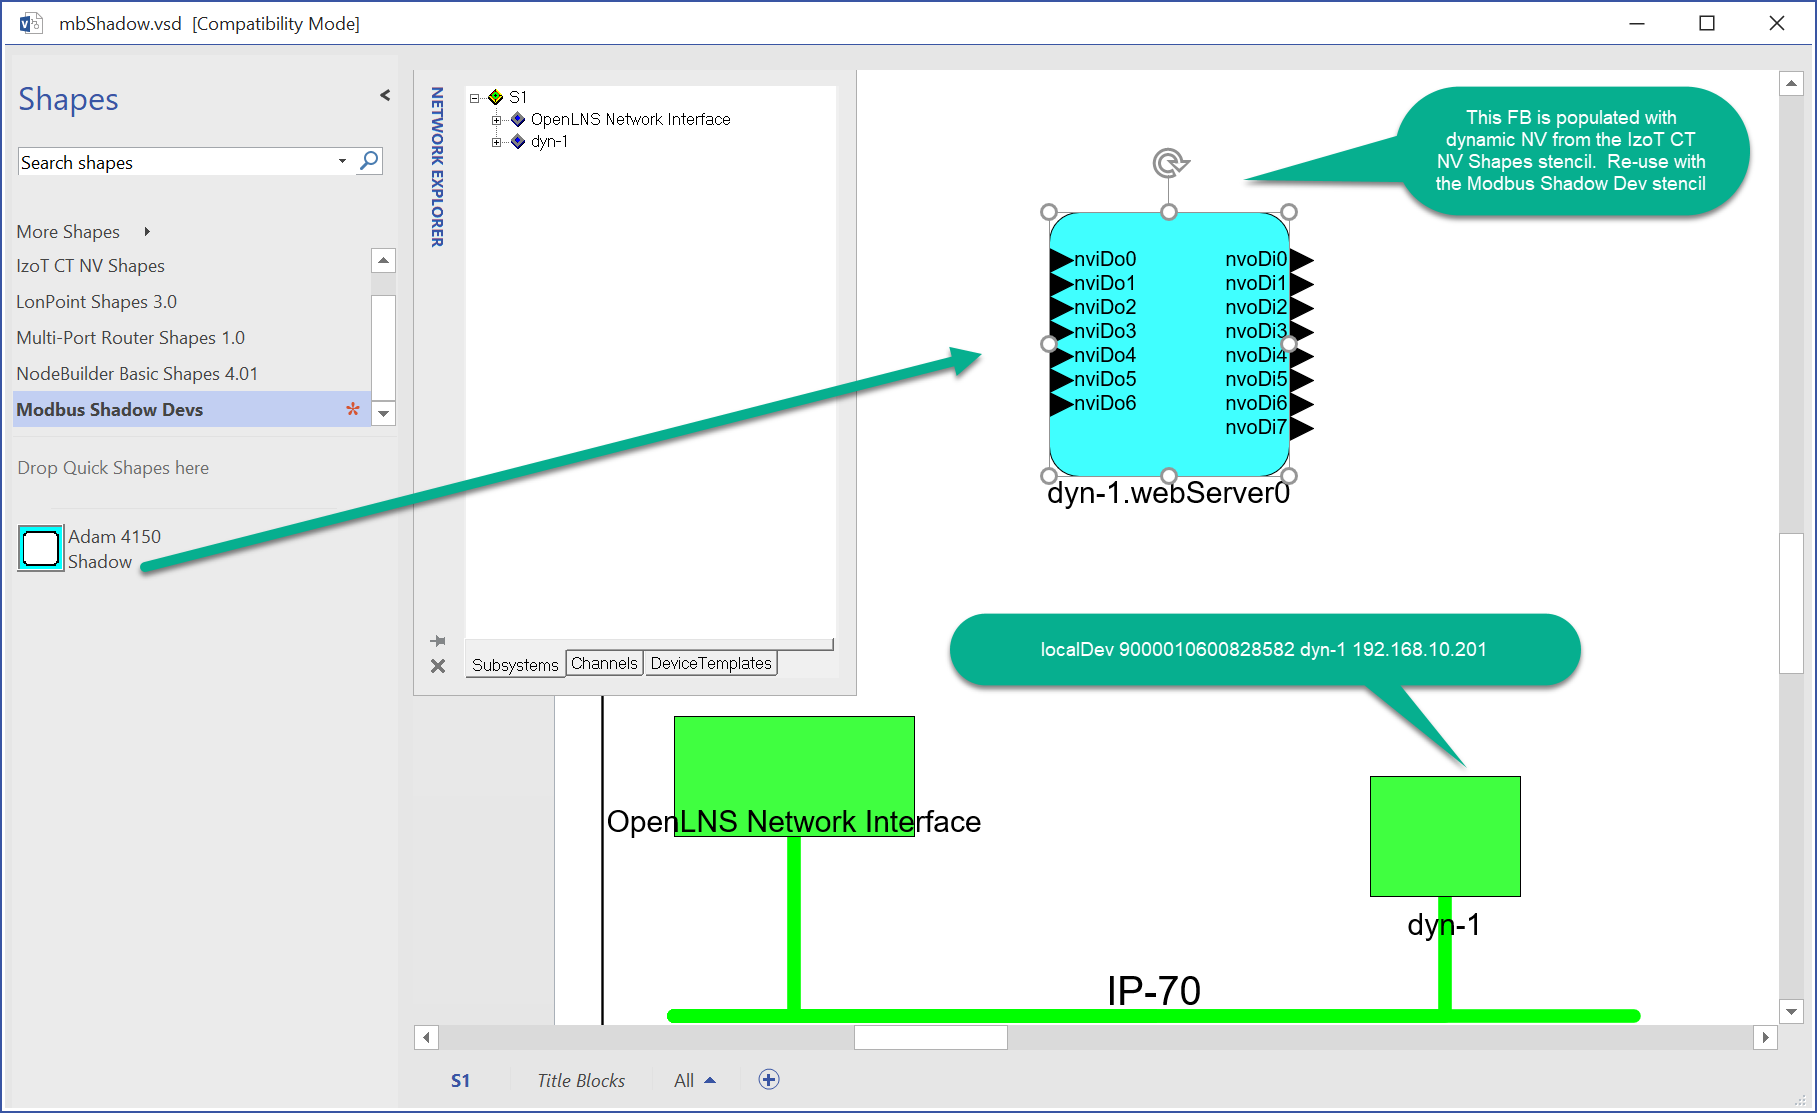 mbShadow.vsd  [Compatibility Mode]
Shapes
Search shapes
More Shapes
IzoT CT NV Shapes
LonPoint Shapes 3.0
Multi-Port Router Shapes 1.0
NodeBuilder Basic Shapes 4.01
Modbus Shadow Devs
Drop Quick Shapes here
Adam 4150
Shadow
NETWORK EXPLORER
S1
OpenLNS Network Interface
dyn-1
Subsystems
Channels
DeviceTemplates
This FB is populated with
dynamic NV from the IzoT CT
NV Shapes stencil.  Re-use with
the Modbus Shadow Dev stencil
nviDo0
nviDo1
nviDo2
nviDo3
nviDo4
nviDo5
nviDo6
nvoDi0
nvoDi1
nvoDi2
nvoDi3
nvoDi4
nvoDi5
nvoDi6
nvoDi7
dyn-1.webServer0
localDev 9000010600828582 dyn-1 192.168.10.201
OpenLNS Network Interface
dyn-1
IP-70
S1
Title Blocks
All